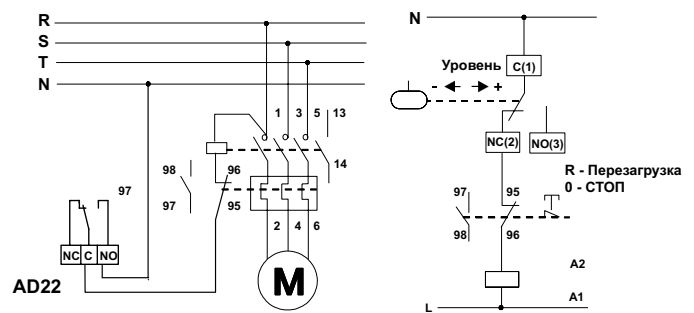 R
S
T
N
1 3 5 13
14
98
97
96
95
97
NC C NO
AD22
2 4 6
M
N
Уровень
C(1)
- +
NC(2)
NO(3)
R - Перезагрузка
0 - СТОП
97
95
98
96
A2
A1
L